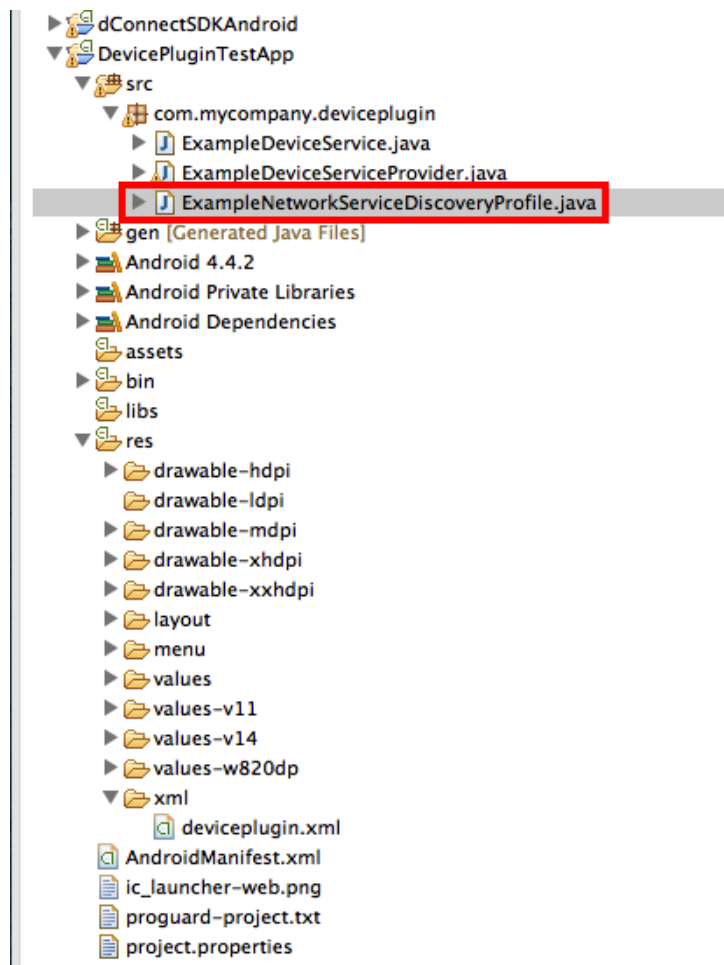 dConnectSDKAndroid
DevicePluginTestApp
src
com.mycompany.deviceplugin
ExampleDeviceService.java
ExampleDeviceServiceProvider.java
ExampleNetworkServiceDiscoveryProfile.java
gen [Generated Java Files]
Android 4.4.2
Android Private Libraries
Android Dependencies
assets
bin
libs
res
drawable-hdpi
drawable-ldpi
drawable-mdpi
drawable-xhdpi
drawable-xxhdpi
layout
menu
values
values-v11
values-v14
values-w820dp
xml
deviceplugin.xml
AndroidManifest.xml
ic_launcher-web.png
proguard-project.txt
project.properties